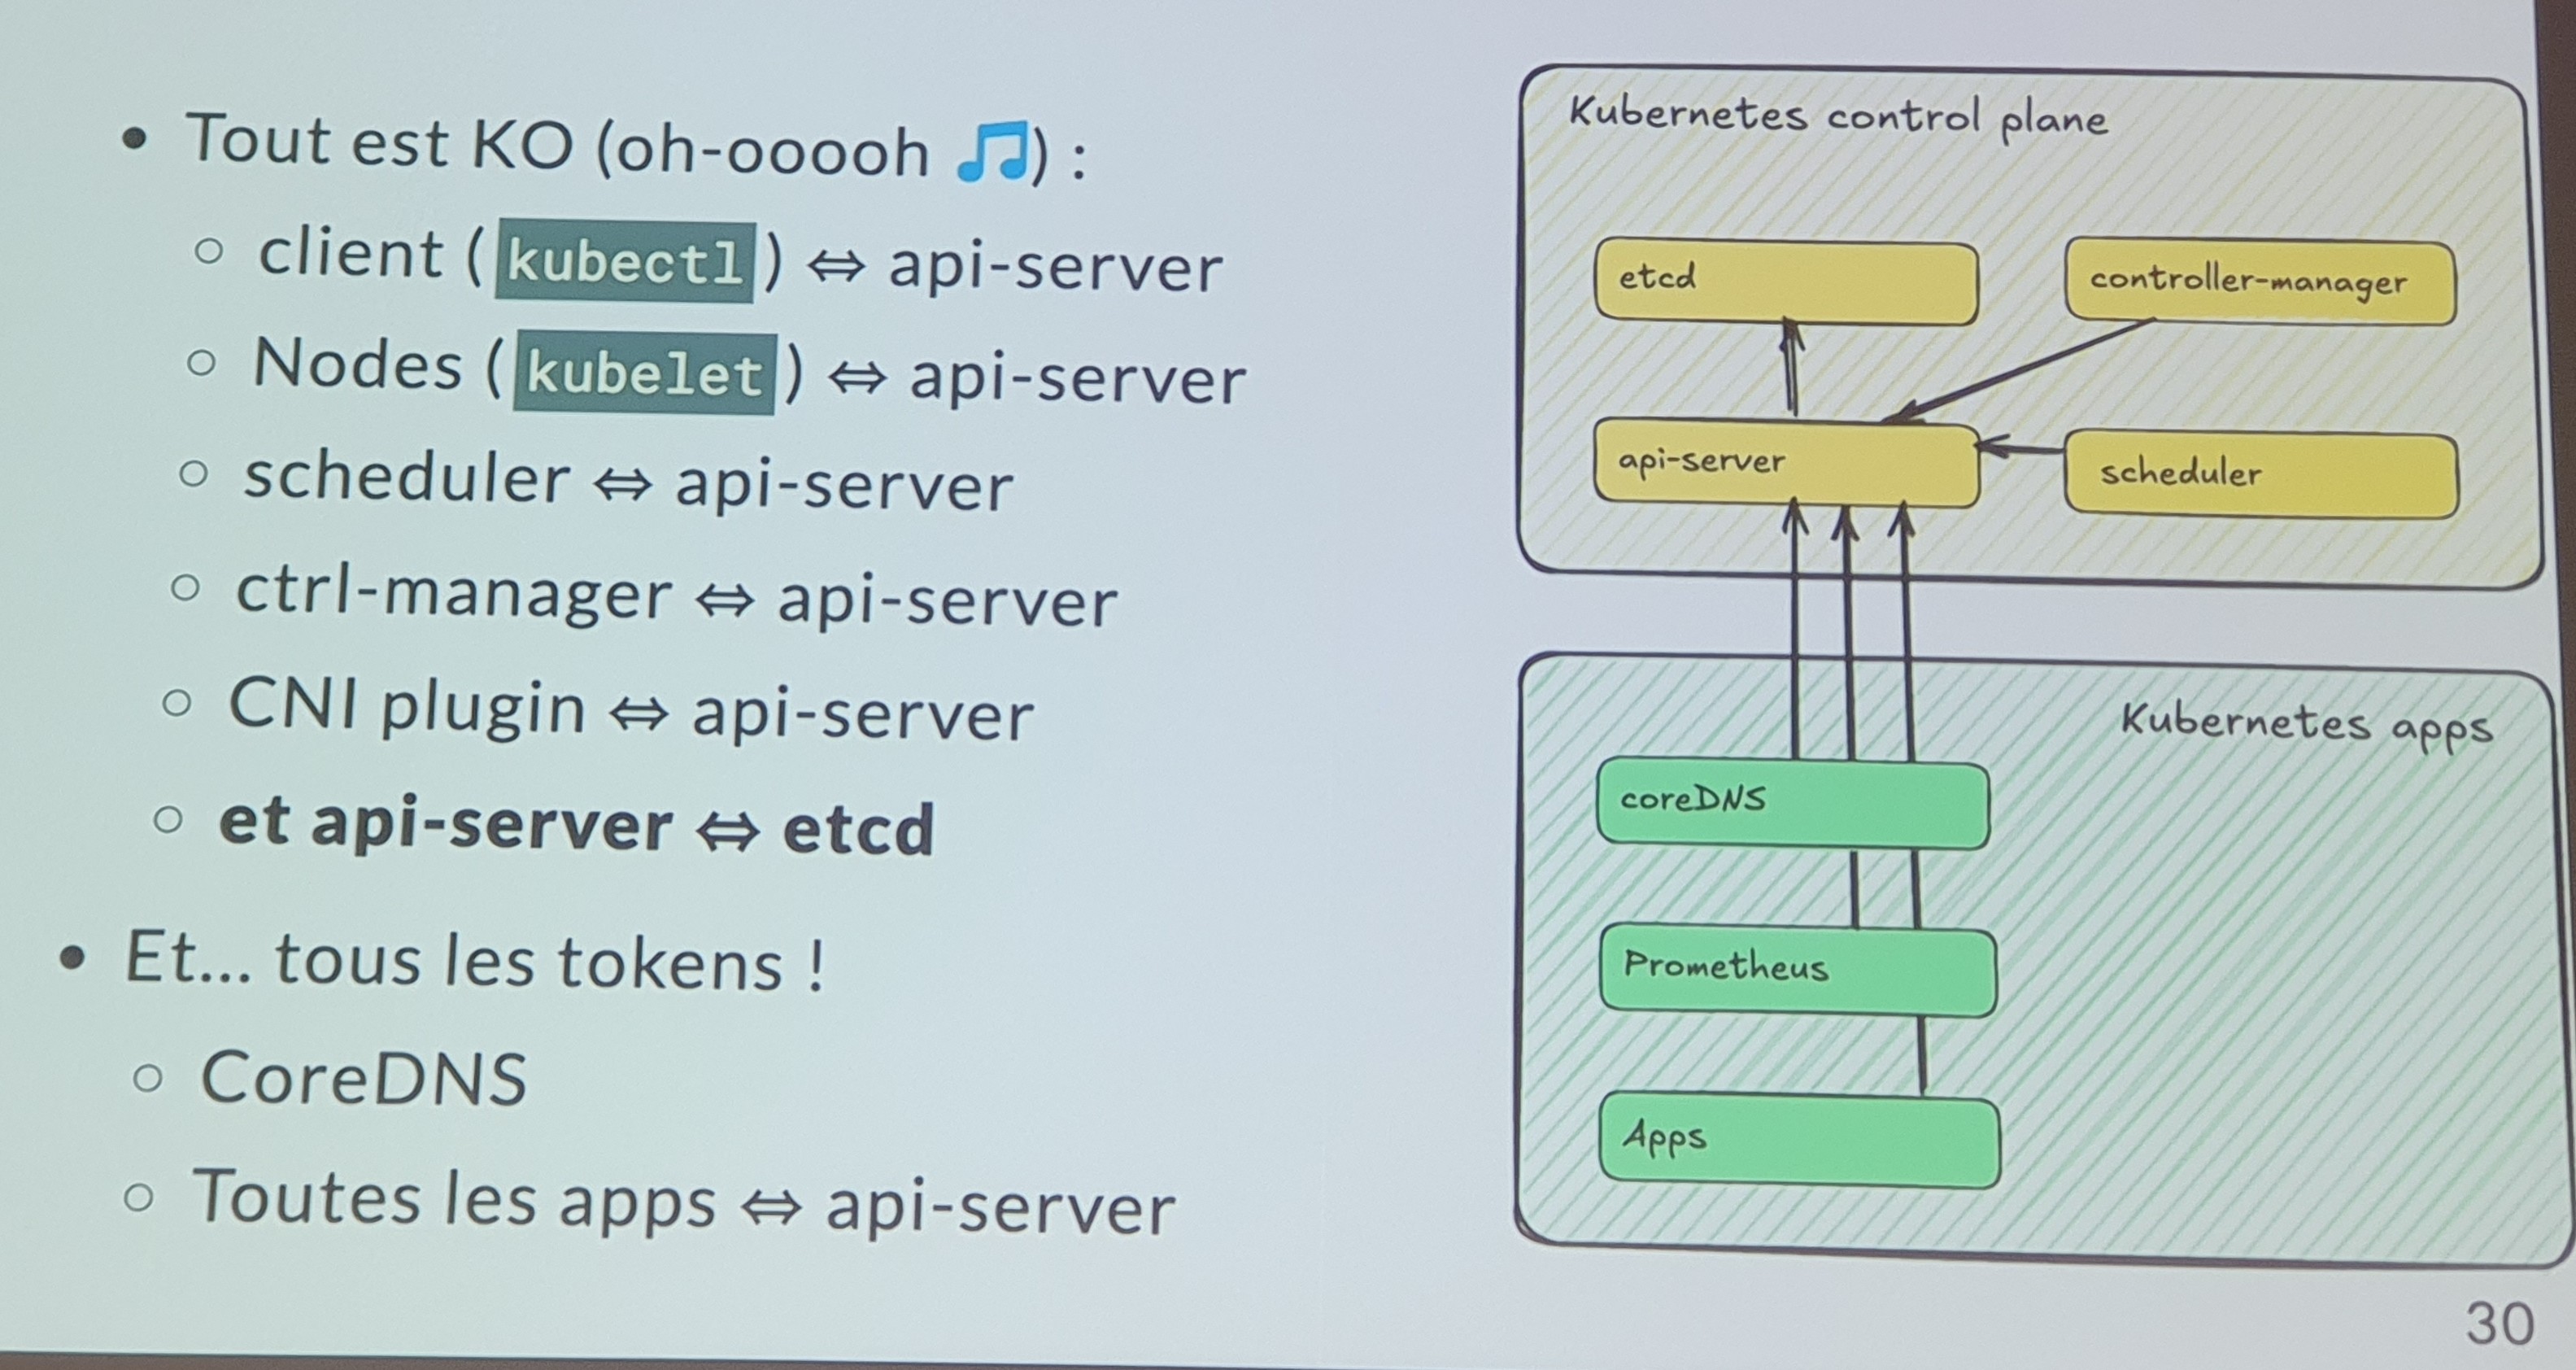 • Tout est KO (oh-ooooh 🎵) :
○ client ( kubectl ) ⇔ api-server
○ Nodes ( kubelet ) ⇔ api-server
○ scheduler ⇔ api-server
○ ctrl-manager ⇔ api-server
○ CNI plugin ⇔ api-server
○ et api-server ⇔ etcd
• Et... tous les tokens !
○ CoreDNS
○ Toutes les apps ⇔ api-server
Kubernetes control plane
etcd
controller-manager
api-server
scheduler
Kubernetes apps
coreDNS
Prometheus
Apps
30